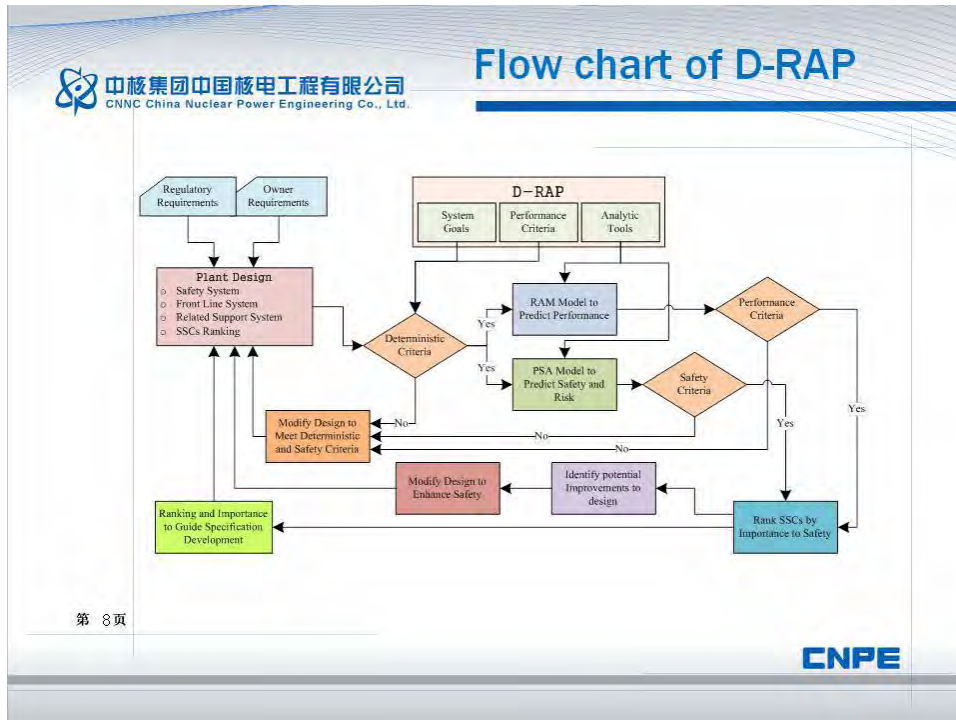 Flow chart of D-RAP
中核集团中国核电工程有限公司
CNNC China Nuclear Power Engineering Co., Ltd.
Regulatory
Requirements
Owner
Requirements
D-RAP
System
Goals
Performance
Criteria
Analytic
Tools
Plant Design
o Safety System
o Front Line System
o Related Support System
o SSCs Ranking
Deterministic
Criteria
Yes
Yes
RAM Model to
Predict Performance
Performance
Criteria
PSA Model to
Predict Safety and
Risk
Safety
Criteria
Yes
Yes
No
No
No
Modify Design to
Meet Deterministic
and Safety Criteria
Modify Design to
Enhance Safety
Identify potential
Improvements to
design
Ranking and Importance
to Guide Specification
Development
Rank SSCs by
Importance to Safety
第 8页
CNPE